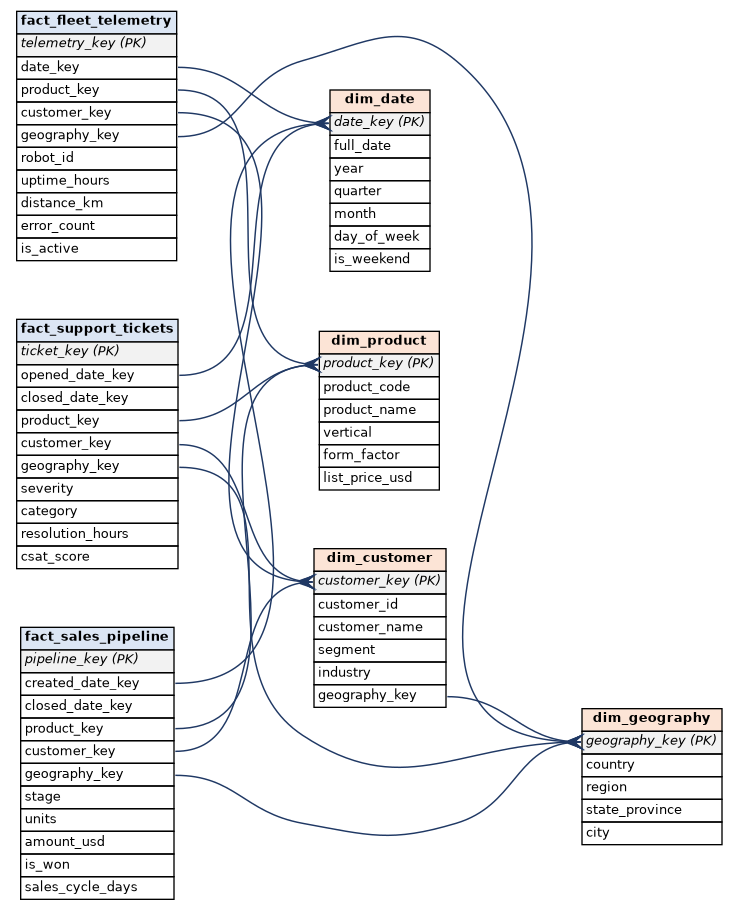 fact_fleet_telemetry
telemetry_key (PK)
date_key
product_key
customer_key
geography_key
robot_id
uptime_hours
distance_km
error_count
is_active
dim_date
date_key (PK)
full_date
year
quarter
month
day_of_week
is_weekend
fact_support_tickets
ticket_key (PK)
opened_date_key
closed_date_key
product_key
customer_key
geography_key
severity
category
resolution_hours
csat_score
dim_product
product_key (PK)
product_code
product_name
vertical
form_factor
list_price_usd
dim_customer
customer_key (PK)
customer_id
customer_name
segment
industry
geography_key
fact_sales_pipeline
pipeline_key (PK)
created_date_key
closed_date_key
product_key
customer_key
geography_key
stage
units
amount_usd
is_won
sales_cycle_days
dim_geography
geography_key (PK)
country
region
state_province
city